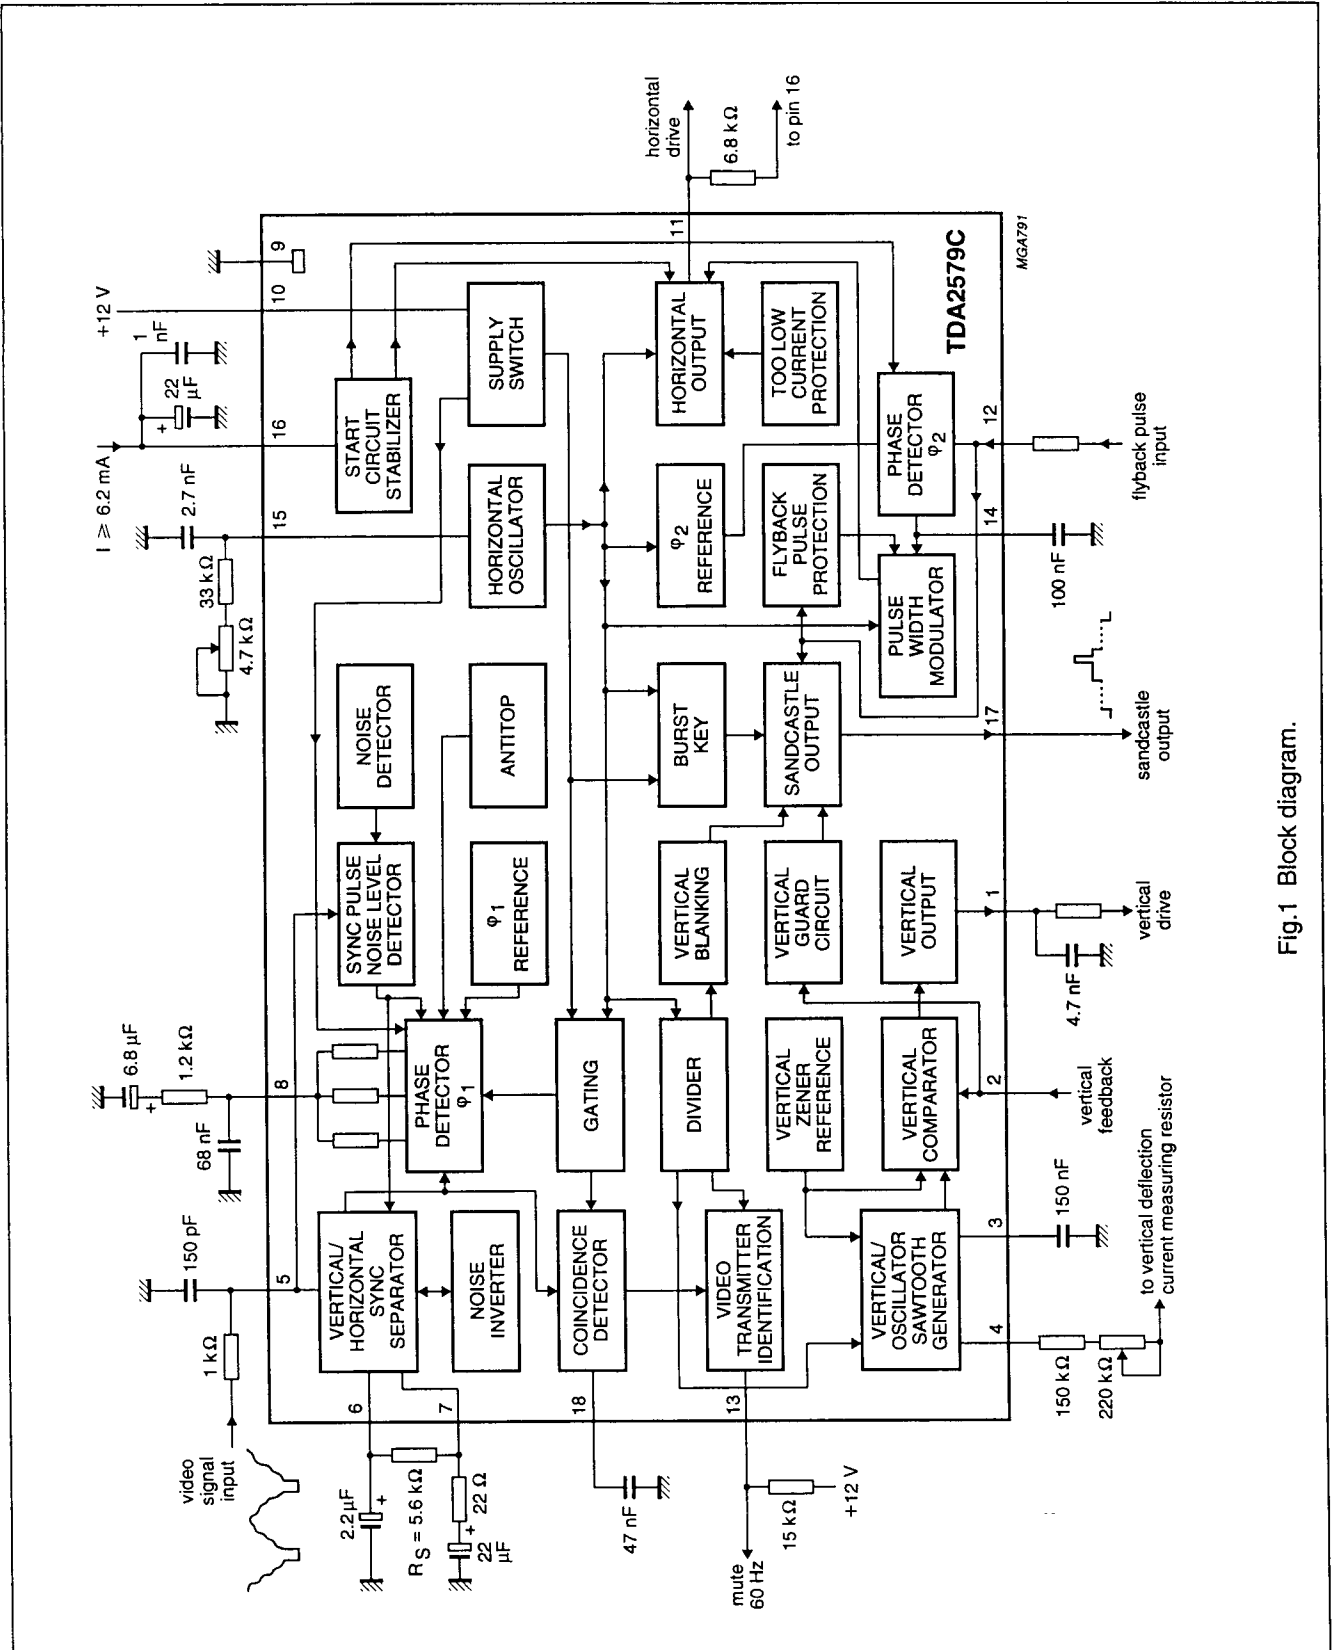 video
signal
input
1 kΩ
150 pF
5
68 nF
6.8 μF
+
1.2 kΩ
8
4.7 kΩ
33 kΩ
2.7 nF
15
I ≥ 6.2 mA
16
+
22
μF
1
nF
+12 V
10
9
VERTICAL/
HORIZONTAL
SYNC
SEPARATOR
NOISE
INVERTER
SYNC PULSE
NOISE LEVEL
DETECTOR
NOISE
DETECTOR
START
CIRCUIT
STABILIZER
PHASE
DETECTOR
φ1
φ1
REFERENCE
ANTITOP
HORIZONTAL
OSCILLATOR
SUPPLY
SWITCH
6
7
2.2 μF
+
RS = 5.6 kΩ
22 Ω
+
22
μF
18
47 nF
COINCIDENCE
DETECTOR
GATING
13
mute
60 Hz
15 kΩ
+12 V
VIDEO
TRANSMITTER
IDENTIFICATION
DIVIDER
VERTICAL
BLANKING
BURST
KEY
φ2
REFERENCE
HORIZONTAL
OUTPUT
11
horizontal
drive
6.8 kΩ
to pin 16
VERTICAL
ZENER
REFERENCE
VERTICAL
GUARD
CIRCUIT
SANDCASTLE
OUTPUT
FLYBACK
PULSE
PROTECTION
TOO LOW
CURRENT
PROTECTION
VERTICAL/
OSCILLATOR
SAWTOOTH
GENERATOR
VERTICAL
COMPARATOR
VERTICAL
OUTPUT
PULSE
WIDTH
MODULATOR
PHASE
DETECTOR
φ2
TDA2579C
MGA791
4
3
2
1
17
14
12
150 kΩ
220 kΩ
150 nF
to vertical deflection
current measuring resistor
vertical
feedback
4.7 nF
vertical
drive
sandcastle
output
100 nF
flyback pulse
input
Fig.1 Block diagram.